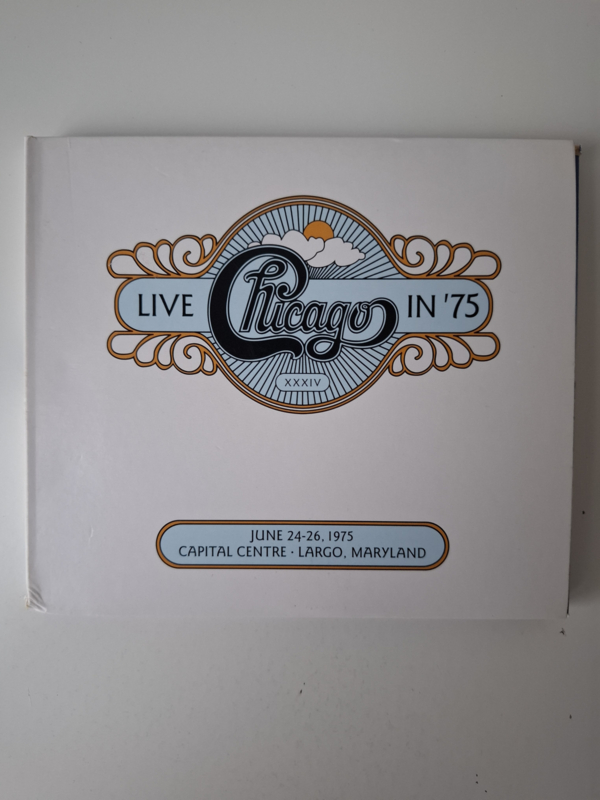 LIVE Chicago IN '75
XXXIV
JUNE 24-26, 1975
CAPITAL CENTRE · LARGO, MARYLAND